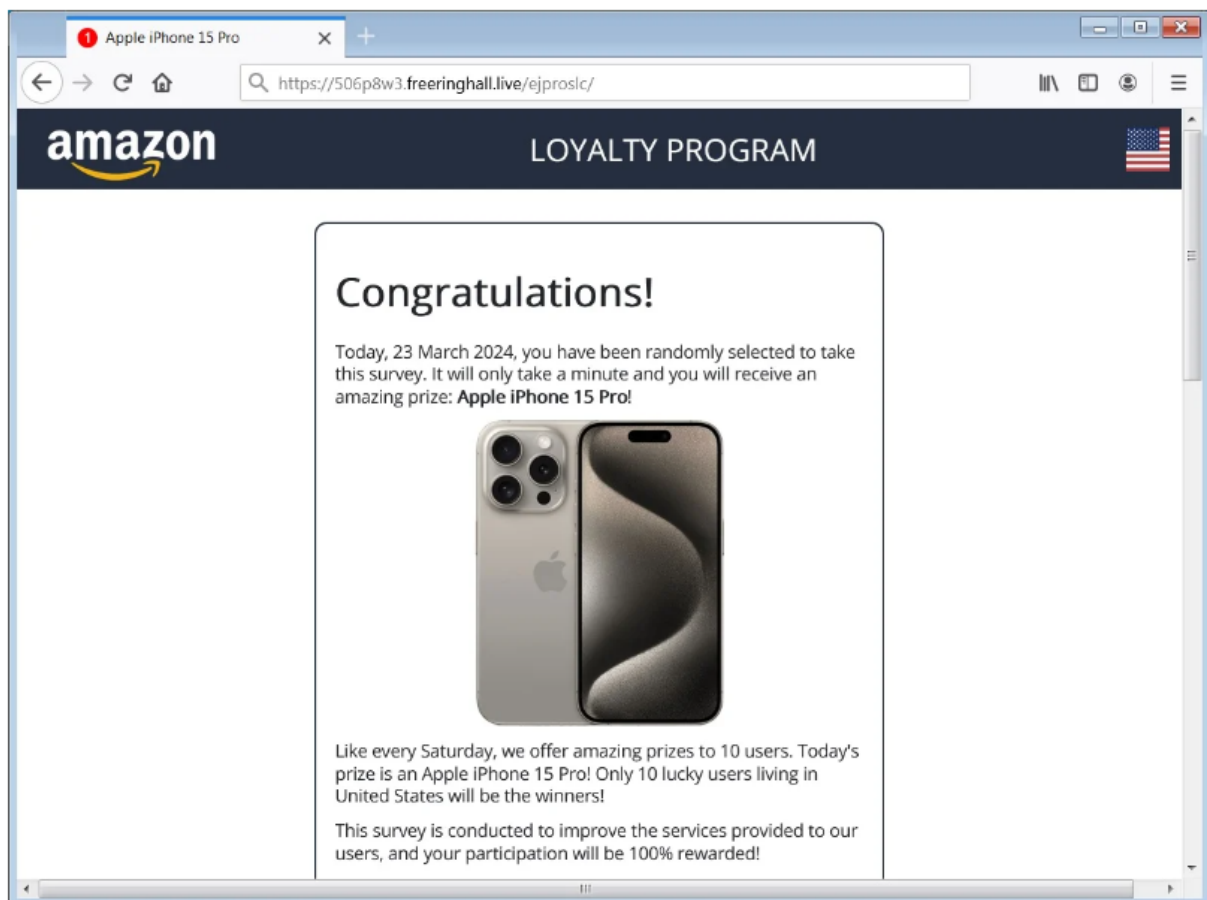 1 Apple iPhone 15 Pro
https://506p8w3.freeringhall.live/ejproslc/
amazon LOYALTY PROGRAM
Congratulations!
Today, 23 March 2024, you have been randomly selected to take
this survey. It will only take a minute and you will receive an
amazing prize: Apple iPhone 15 Pro!
Like every Saturday, we offer amazing prizes to 10 users. Today's
prize is an Apple iPhone 15 Pro! Only 10 lucky users living in
United States will be the winners!
This survey is conducted to improve the services provided to our
users, and your participation will be 100% rewarded!